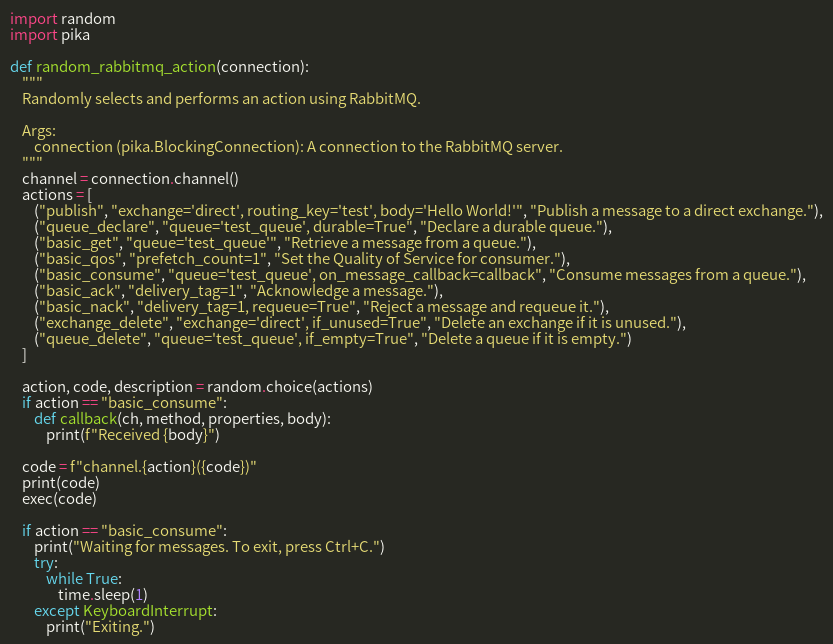 import random
import pika

def random_rabbitmq_action(connection):
    """
    Randomly selects and performs an action using RabbitMQ.

    Args:
        connection (pika.BlockingConnection): A connection to the RabbitMQ server.
    """
    channel = connection.channel()
    actions = [
        ("publish", "exchange='direct', routing_key='test', body='Hello World!'", "Publish a message to a direct exchange."),
        ("queue_declare", "queue='test_queue', durable=True", "Declare a durable queue."),
        ("basic_get", "queue='test_queue'", "Retrieve a message from a queue."),
        ("basic_qos", "prefetch_count=1", "Set the Quality of Service for consumer."),
        ("basic_consume", "queue='test_queue', on_message_callback=callback", "Consume messages from a queue."),
        ("basic_ack", "delivery_tag=1", "Acknowledge a message."),
        ("basic_nack", "delivery_tag=1, requeue=True", "Reject a message and requeue it."),
        ("exchange_delete", "exchange='direct', if_unused=True", "Delete an exchange if it is unused."),
        ("queue_delete", "queue='test_queue', if_empty=True", "Delete a queue if it is empty.")
    ]

    action, code, description = random.choice(actions)
    if action == "basic_consume":
        def callback(ch, method, properties, body):
            print(f"Received {body}")

    code = f"channel.{action}({code})"
    print(code)
    exec(code)

    if action == "basic_consume":
        print("Waiting for messages. To exit, press Ctrl+C.")
        try:
            while True:
                time.sleep(1)
        except KeyboardInterrupt:
            print("Exiting.")